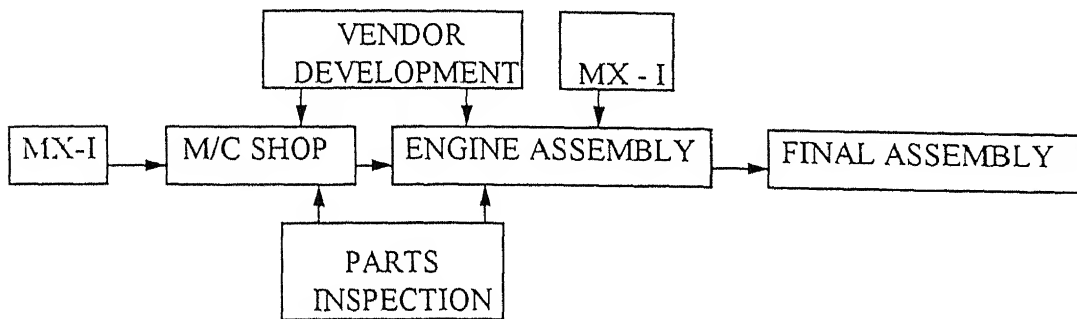 VENDOR
DEVELOPMENT
MX - I
MX-I
M/C SHOP
ENGINE ASSEMBLY
FINAL ASSEMBLY
PARTS
INSPECTION